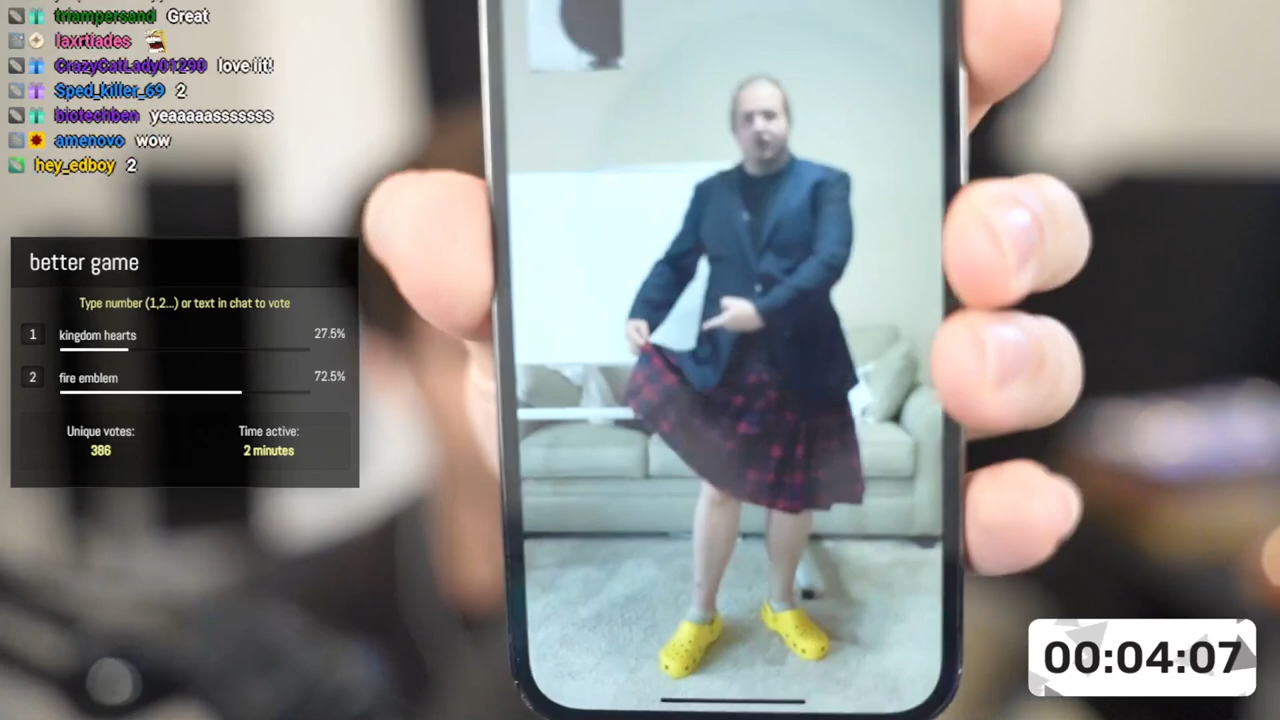 triampersand Great
laxrtiades
CrazyCatLady01290 love iit!
Sped_killer_69 2
biotechben yeaaaaasssssss
amenovo wow
hey_edboy 2
better game
Type number (1,2...) or text in chat to vote
1 kingdom hearts 27.5%
2 fire emblem 72.5%
Unique votes: Time active:
386 2 minutes
00:04:07